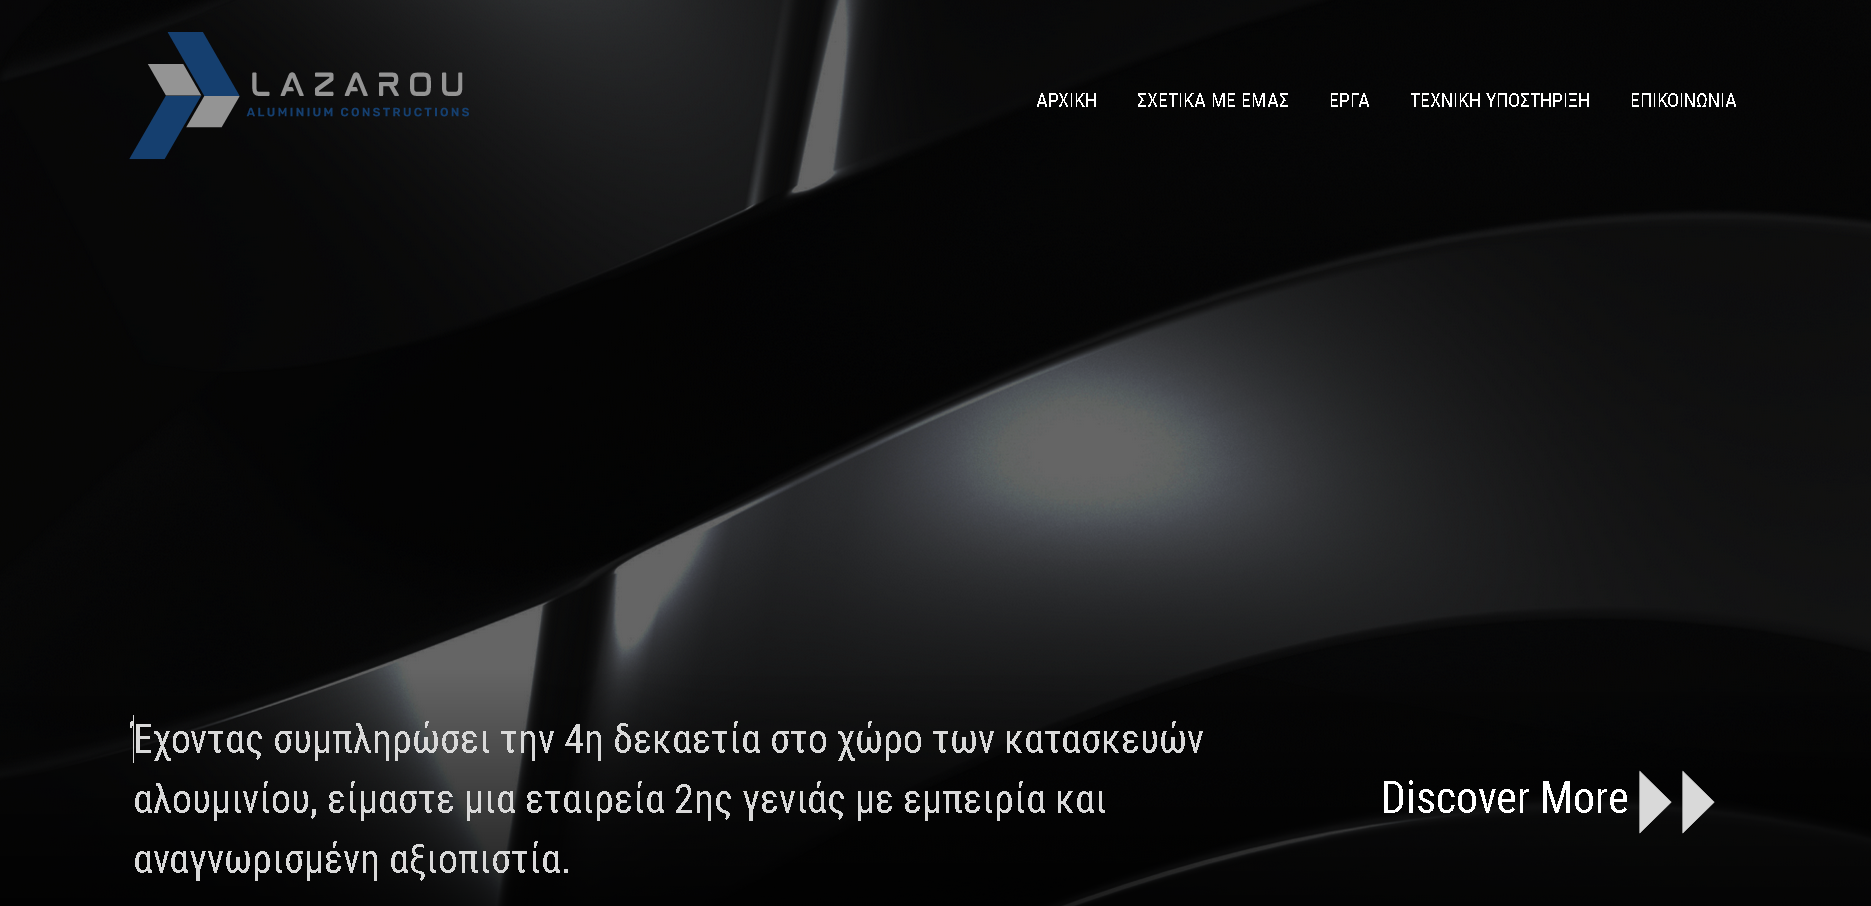 LAZAROU
ALUMINIUM CONSTRUCTIONS
ΑΡΧΙΚΗ ΣΧΕΤΙΚΑ ΜΕ ΕΜΑΣ ΕΡΓΑ ΤΕΧΝΙΚΗ ΥΠΟΣΤΗΡΙΞΗ ΕΠΙΚΟΙΝΩΝΙΑ
Έχοντας συμπληρώσει την 4η δεκαετία στο χώρο των κατασκευών
αλουμινίου, είμαστε μια εταιρεία 2ης γενιάς με εμπειρία και
αναγνωρισμένη αξιοπιστία.
Discover More